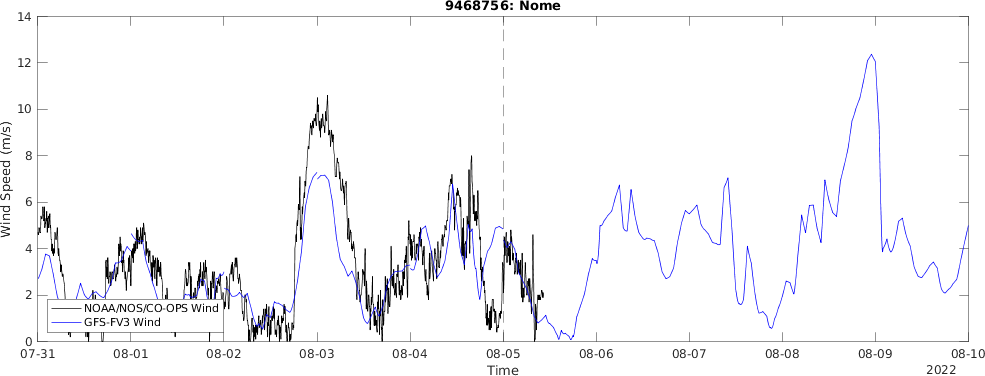 9468756: Nome
14
12
10
8
6
4
2
0
Wind Speed (m/s)
NOAA/NOS/CO-OPS Wind
GFS-FV3 Wind
07-31 08-01 08-02 08-03 08-04 08-05 08-06 08-07 08-08 08-09 08-10
Time
2022